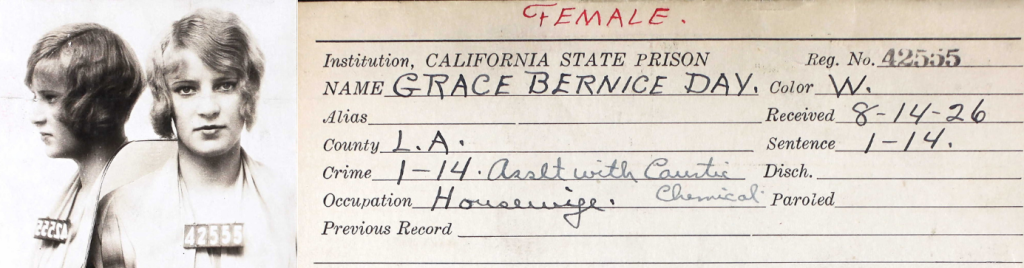 FEMALE.
Institution, CALIFORNIA STATE PRISON Reg. No. 42555
NAME GRACE BERNICE DAY. Color W.
Alias Received 8-14-26
County L.A. Sentence 1-14.
Crime 1-14. Asslt with Caustic Chemical Disch.
Occupation Housewife. Paroled
Previous Record
42555
42555